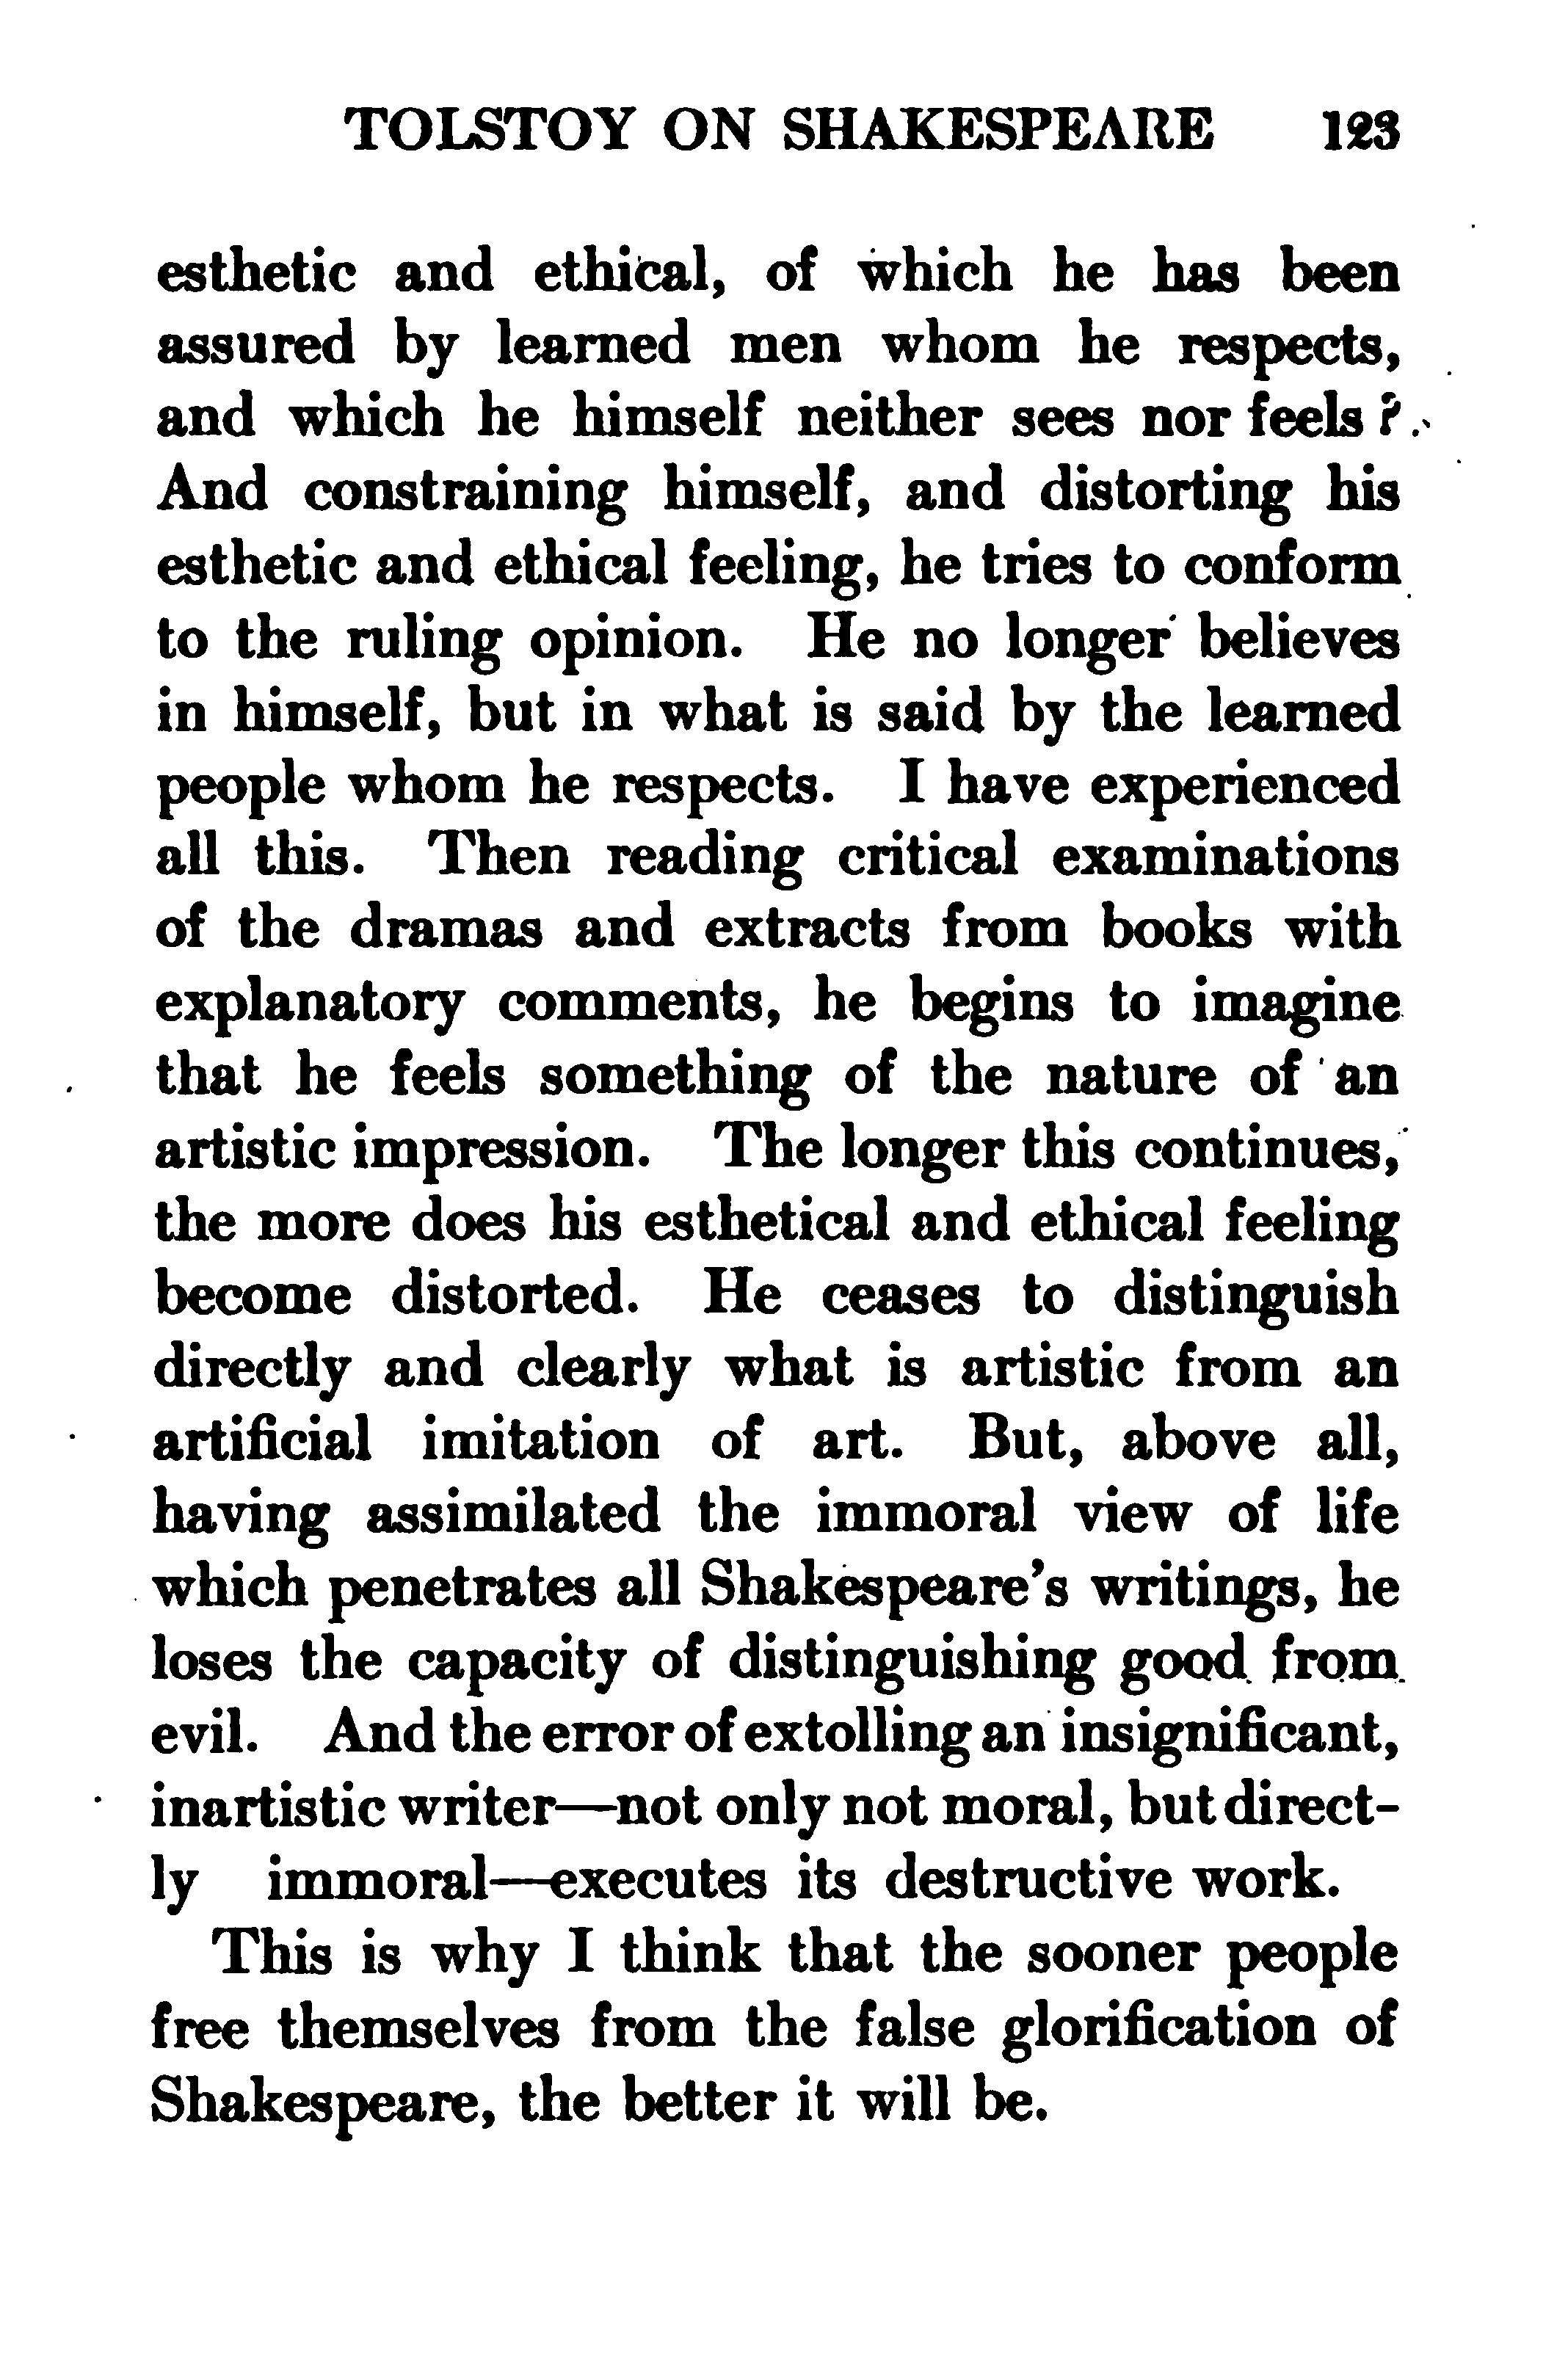 TOLSTOY ON SHAKESPEARE 123
esthetic and ethical, of which he has been
assured by learned men whom he respects,
and which he himself neither sees nor feels?
And constraining himself, and distorting his
esthetic and ethical feeling, he tries to conform
to the ruling opinion. He no longer believes
in himself, but in what is said by the learned
people whom he respects. I have experienced
all this. Then reading critical examinations
of the dramas and extracts from books with
explanatory comments, he begins to imagine
that he feels something of the nature of an
artistic impression. The longer this continues,
the more does his esthetical and ethical feeling
become distorted. He ceases to distinguish
directly and clearly what is artistic from an
artificial imitation of art. But, above all,
having assimilated the immoral view of life
which penetrates all Shakespeare's writings, he
loses the capacity of distinguishing good from
evil. And the error of extolling an insignificant,
inartistic writer—not only not moral, but direct-
ly immoral—executes its destructive work.
This is why I think that the sooner people
free themselves from the false glorification of
Shakespeare, the better it will be.